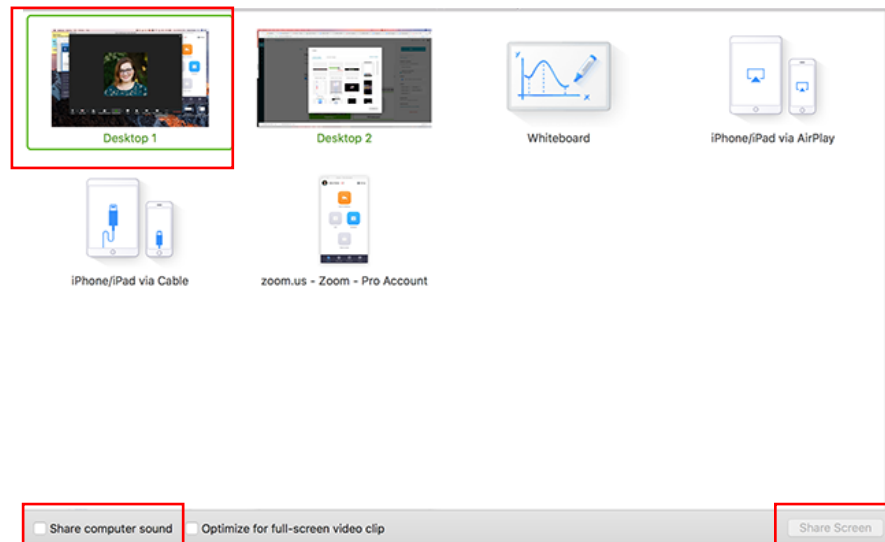 Desktop 1
Desktop 2
Whiteboard
iPhone/iPad via AirPlay
iPhone/iPad via Cable
zoom.us - Zoom - Pro Account
Share computer sound
Optimize for full-screen video clip
Share Screen